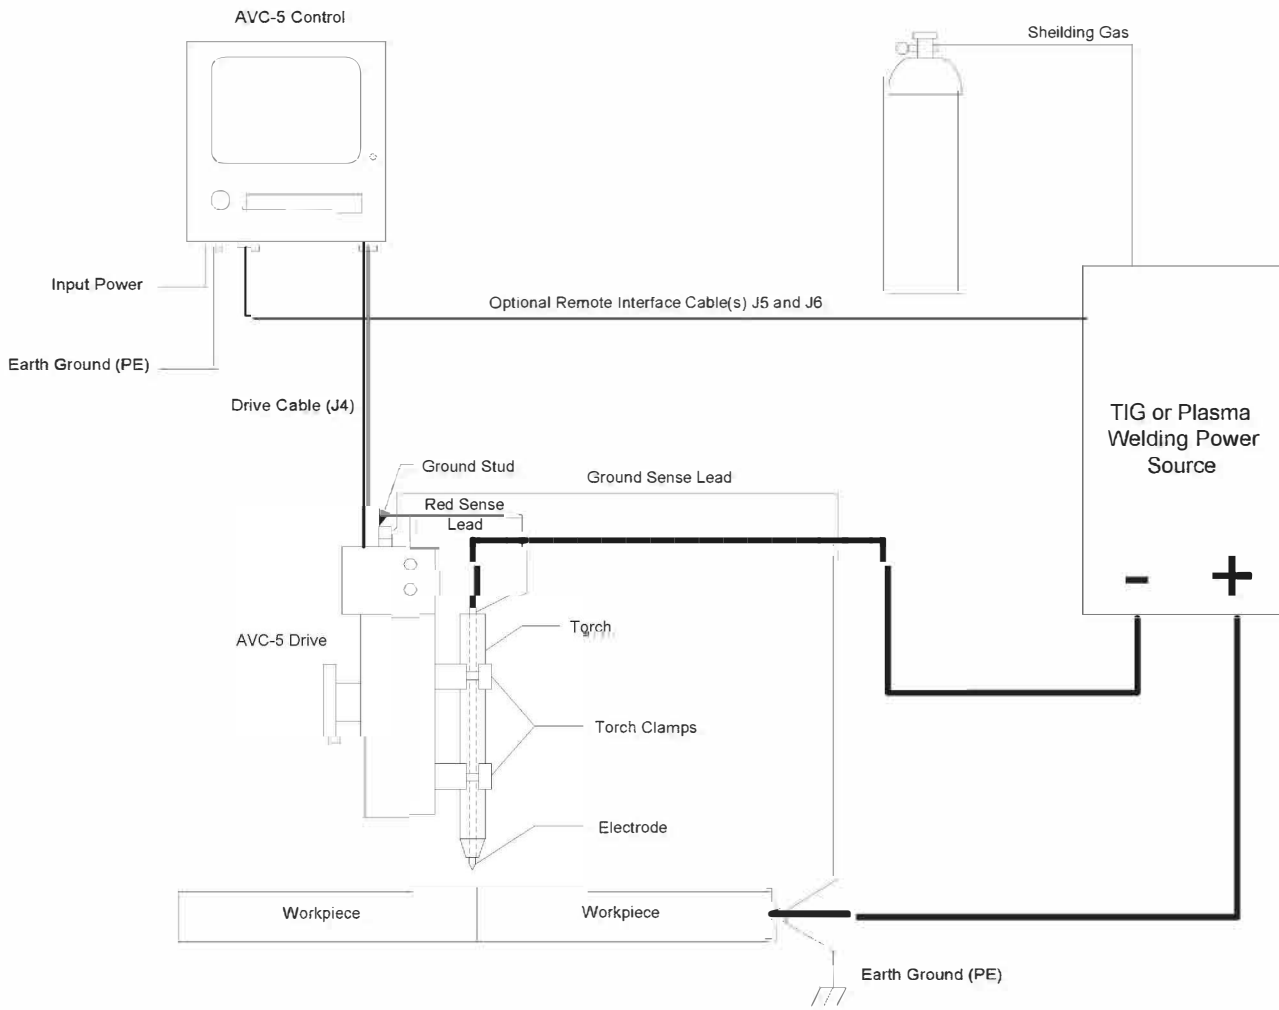 AVC-5 Control
Sheilding Gas
Input Power
Optional Remote Interface Cable(s) J5 and J6
Earth Ground (PE)
Drive Cable (J4)
TIG or Plasma
Welding Power
Source
Ground Stud
Ground Sense Lead
Red Sense
Lead
- +
AVC-5 Drive
Torch
Torch Clamps
Electrode
Workpiece
Workpiece
Earth Ground (PE)